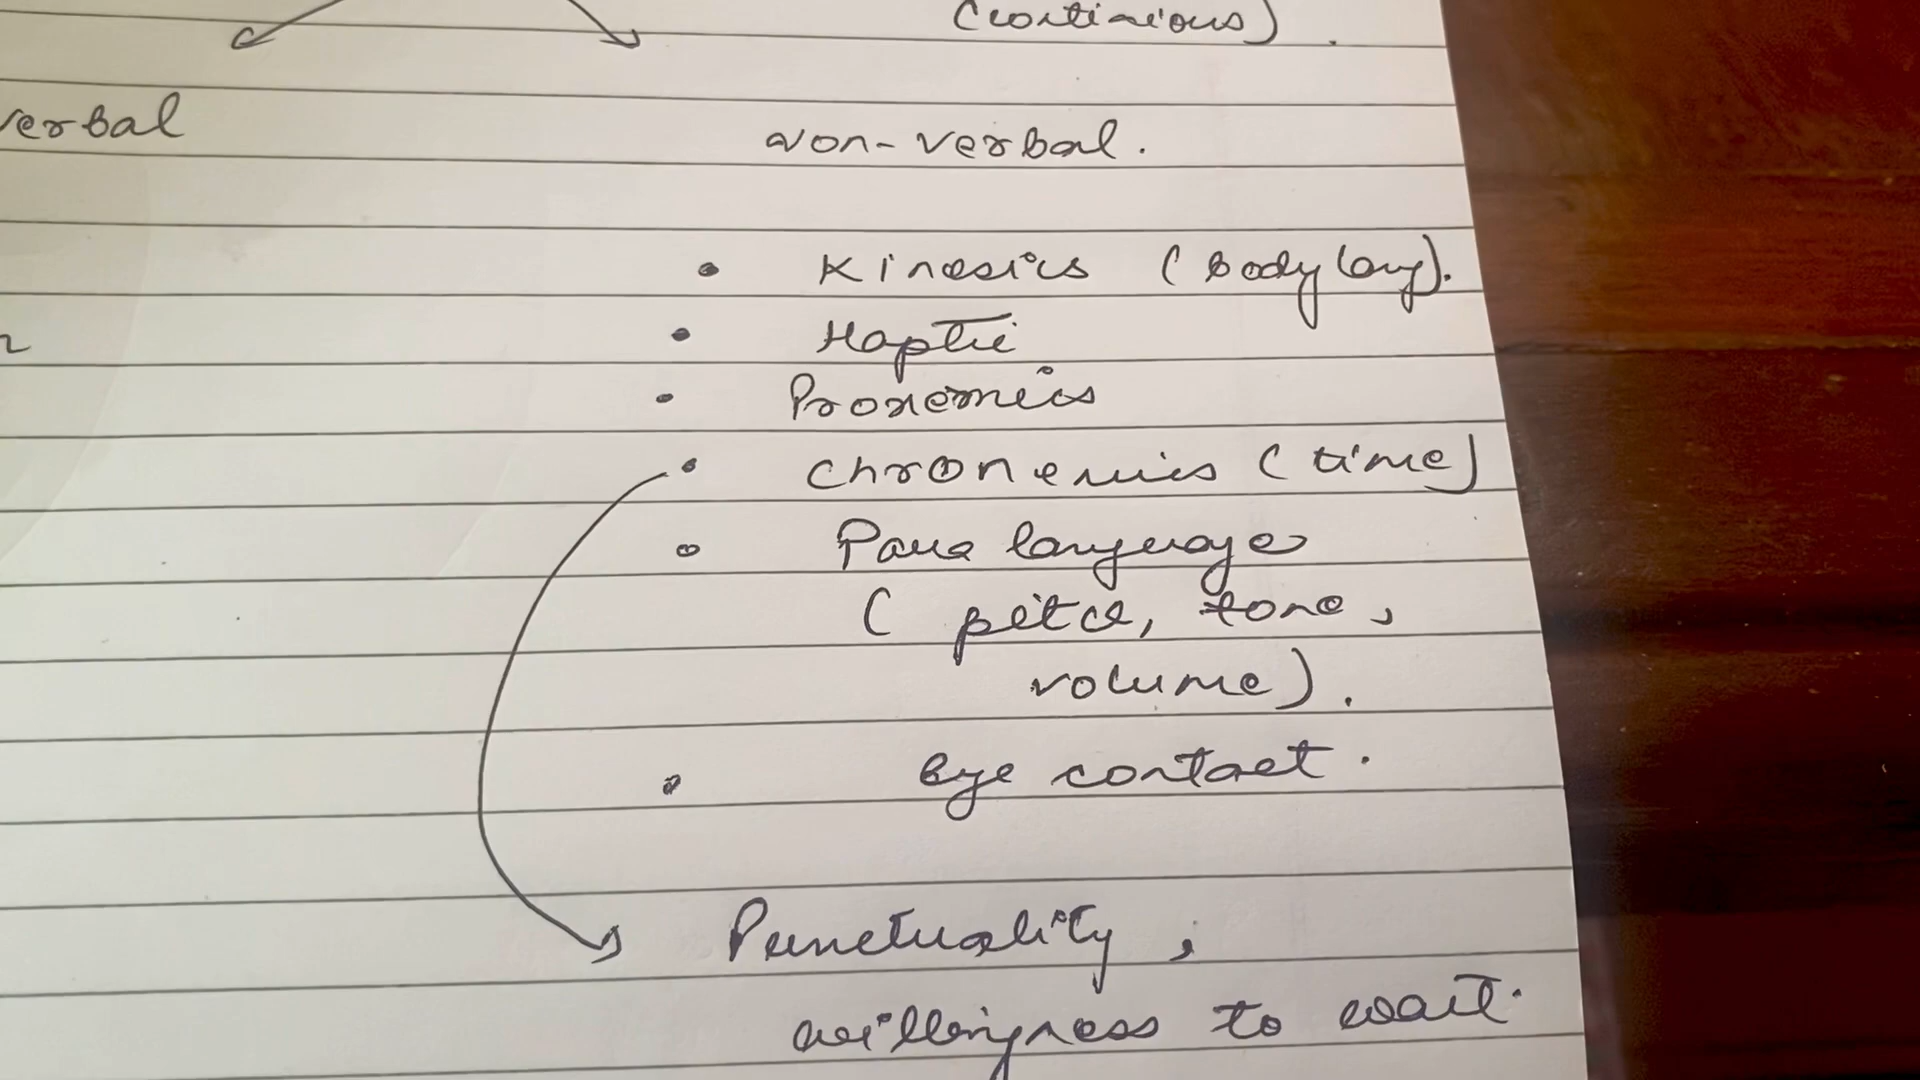 (continious).
verbal
non-verbal.
• Kinesics (body lang).
• Haptic
• Proxemics
• Chronemics (time)
• Para language
(pitch, tone,
volume).
• Eye contact.
Punctuality,
willingness to wait.